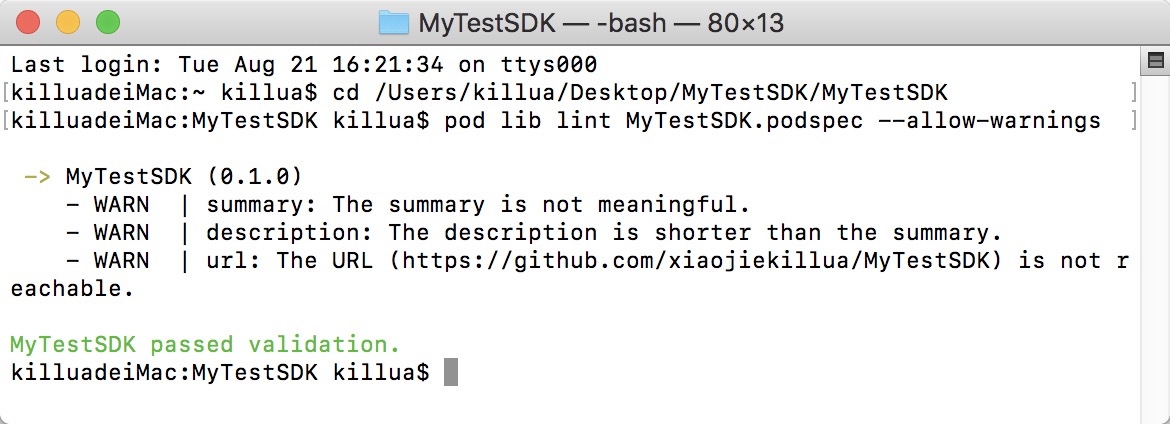 MyTestSDK — -bash — 80×13
Last login: Tue Aug 21 16:21:34 on ttys000
[killuadeiMac:~ killua$ cd /Users/killua/Desktop/MyTestSDK/MyTestSDK ]
[killuadeiMac:MyTestSDK killua$ pod lib lint MyTestSDK.podspec --allow-warnings ]
-> MyTestSDK (0.1.0)
- WARN | summary: The summary is not meaningful.
- WARN | description: The description is shorter than the summary.
- WARN | url: The URL (https://github.com/xiaojiekillua/MyTestSDK) is not r
eachable.
MyTestSDK passed validation.
killuadeiMac:MyTestSDK killua$